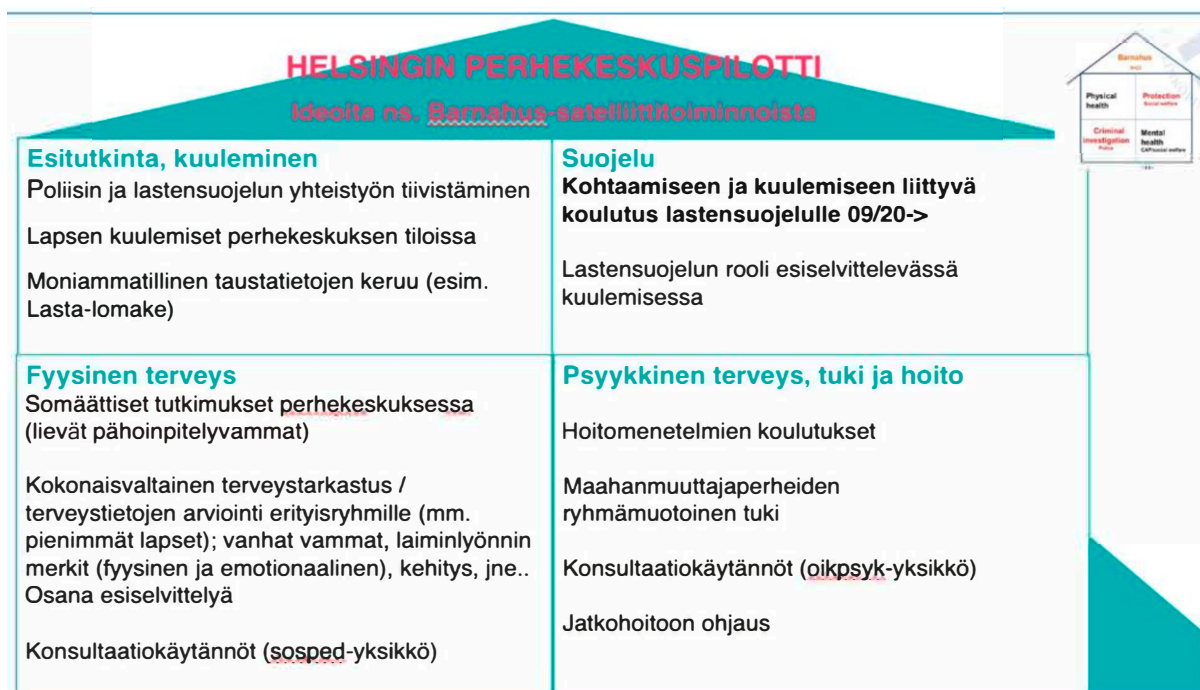 HELSINGIN PERHEKESKUSPILOTTI
Ideoita ns. Barnahus-satelliittitoiminnoista
Barnahus
Physical
health
Protection
Social welfare
Criminal
investigation
Police
Mental
health
CAP/social welfare
Esitutkinta, kuuleminen
Poliisin ja lastensuojelun yhteistyön tiivistäminen
Lapsen kuulemiset perhekeskuksen tiloissa
Moniammatillinen taustatietojen keruu (esim.
Lasta-lomake)
Suojelu
Kohtaamiseen ja kuulemiseen liittyvä
koulutus lastensuojelulle 09/20->
Lastensuojelun rooli esiselvittelevässä
kuulemisessa
Fyysinen terveys
Somäättiset tutkimukset perhekeskuksessa
(lievät pähoinpitelyvammat)
Kokonaisvaltainen terveystarkastus /
terveystietojen arviointi erityisryhmille (mm.
pienimmät lapset); vanhat vammat, laiminlyönnin
merkit (fyysinen ja emotionaalinen), kehitys, jne..
Osana esiselvittelyä
Konsultaatiokäytännöt (sosped-yksikkö)
Psyykkinen terveys, tuki ja hoito
Hoitomenetelmien koulutukset
Maahanmuuttajaperheiden
ryhmämuotoinen tuki
Konsultaatiokäytännöt (oikpsyk-yksikkö)
Jatkohoitoon ohjaus